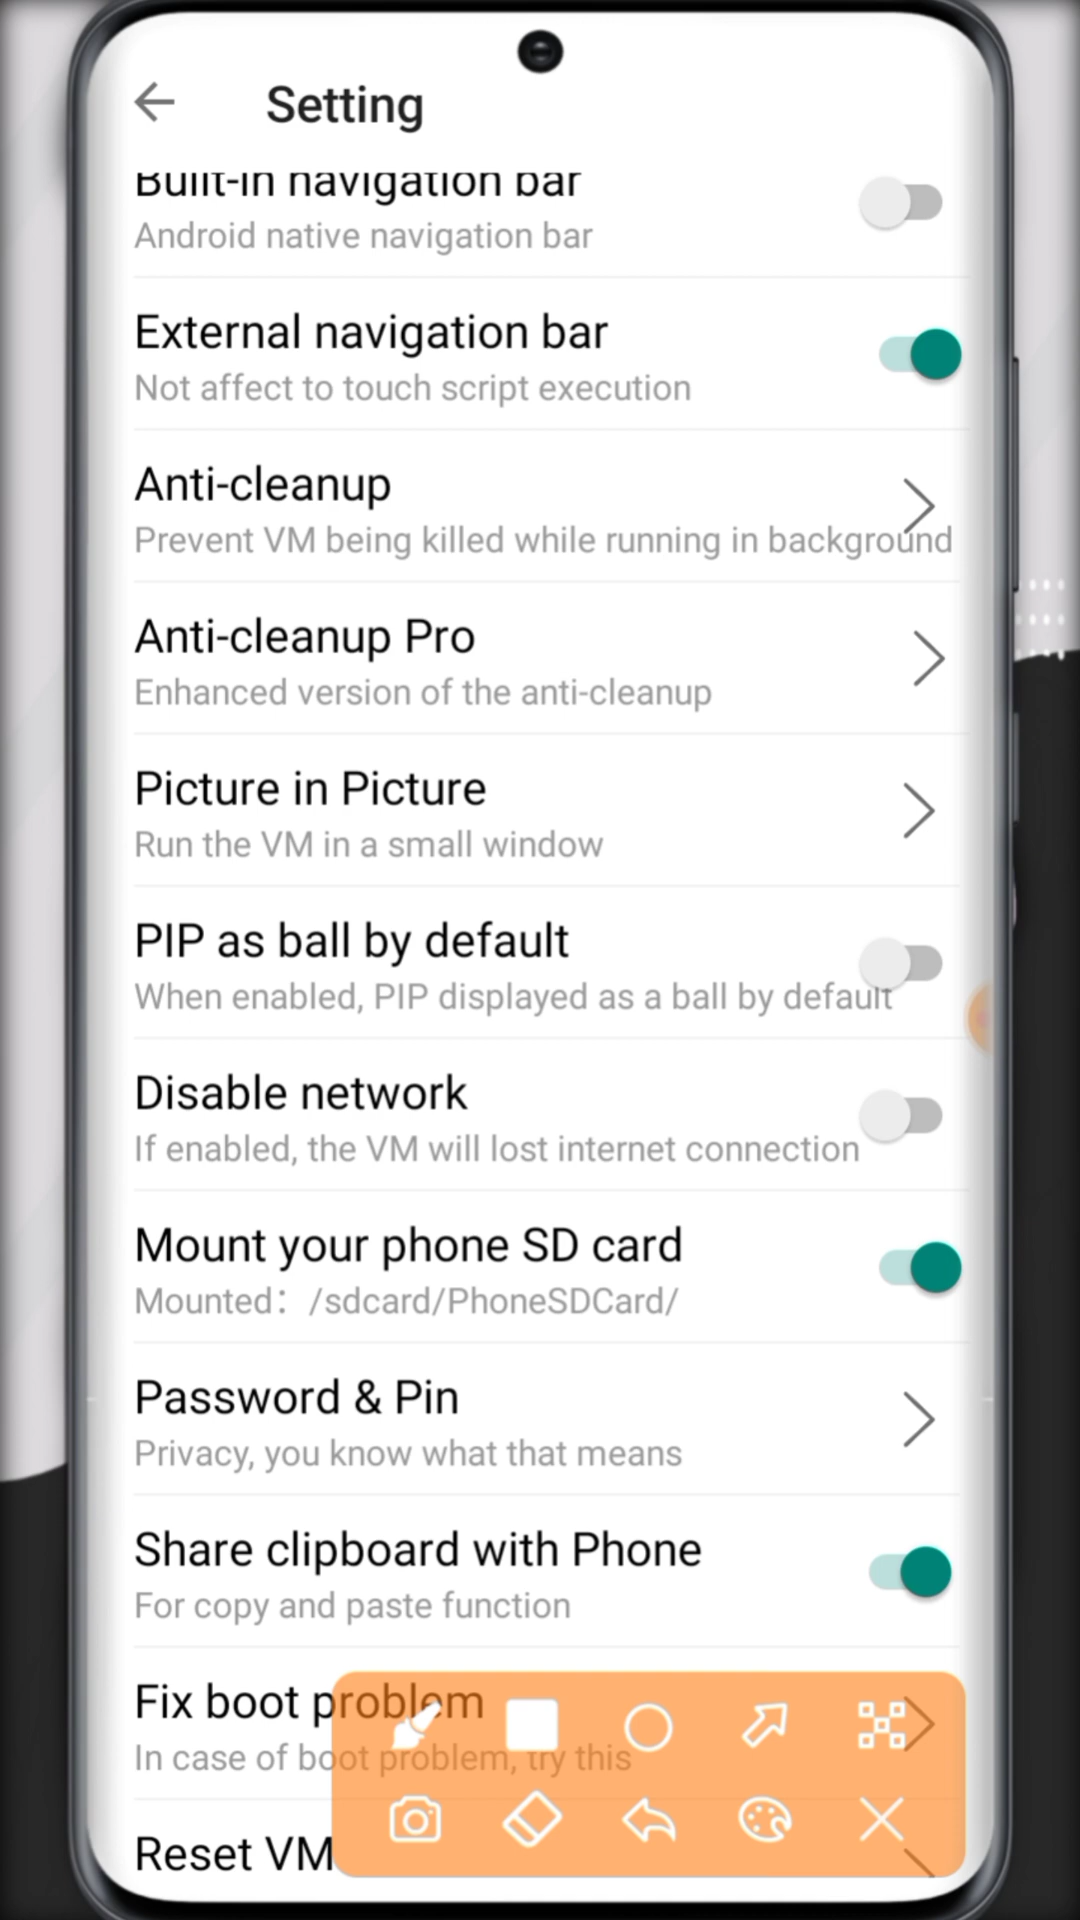 Setting
Built-in navigation bar
Android native navigation bar
External navigation bar
Not affect to touch script execution
Anti-cleanup
Prevent VM being killed while running in background
Anti-cleanup Pro
Enhanced version of the anti-cleanup
Picture in Picture
Run the VM in a small window
PIP as ball by default
When enabled, PIP displayed as a ball by default
Disable network
If enabled, the VM will lost internet connection
Mount your phone SD card
Mounted：/sdcard/PhoneSDCard/
Password & Pin
Privacy, you know what that means
Share clipboard with Phone
For copy and paste function
Fix boot problem
In case of boot problem, try this
Reset VM